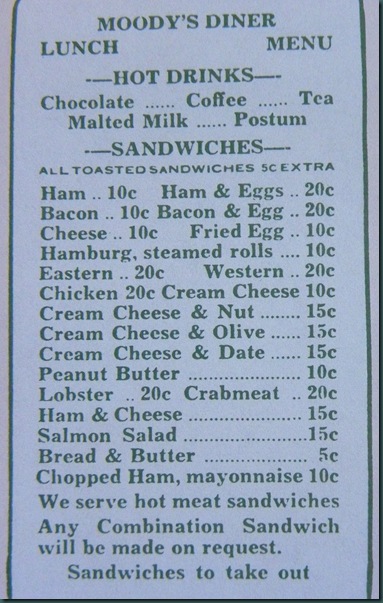 MOODY'S DINER
LUNCH MENU
-—HOT DRINKS—-
Chocolate ...... Coffee ...... Tea
Malted Milk ...... Postum
-—SANDWICHES—-
ALL TOASTED SANDWICHES 5C EXTRA
Ham .. 10c Ham & Eggs .. 20c
Bacon .. 10c Bacon & Egg .. 20c
Cheese .. 10c Fried Egg .. 10c
Hamburg, steamed rolls .... 10c
Eastern .. 20c Western .. 20c
Chicken 20c Cream Cheese 10c
Cream Cheese & Nut ........ 15c
Cream Cheese & Olive ...... 15c
Cream Cheese & Date ...... 15c
Peanut Butter ...................... 10c
Lobster .. 20c Crabmeat .. 20c
Ham & Cheese ....................... 15c
Salmon Salad ........................15c
Bread & Butter ....................... 5c
Chopped Ham, mayonnaise 10c
We serve hot meat sandwiches
Any Combination Sandwich
will be made on request.
Sandwiches to take out